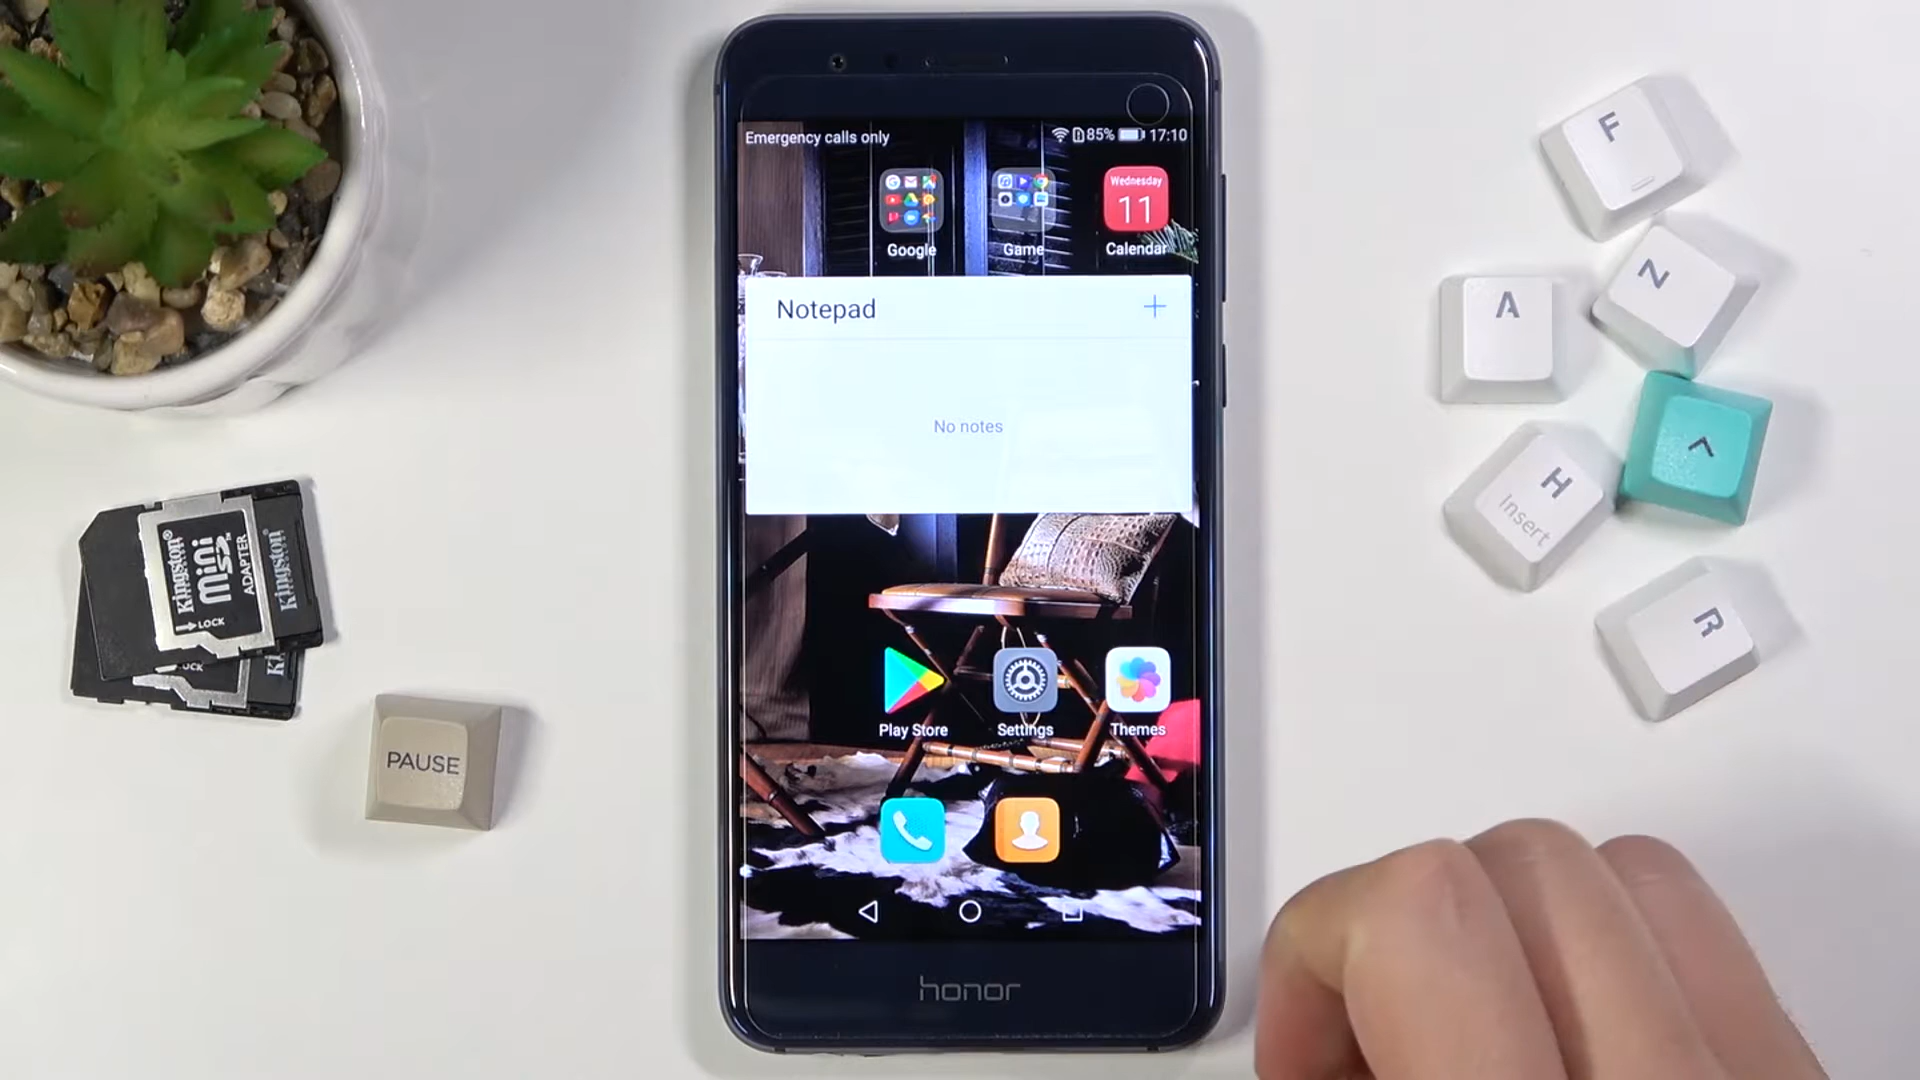 Emergency calls only
85% 17:10
Google
Game
Wednesday
11
Calendar
Notepad +
No notes
Play Store
Settings
Themes
honor
Kingston
mini
SD
ADAPTER
Kingston
LOCK
PAUSE
F
A
Z
H
Insert
R